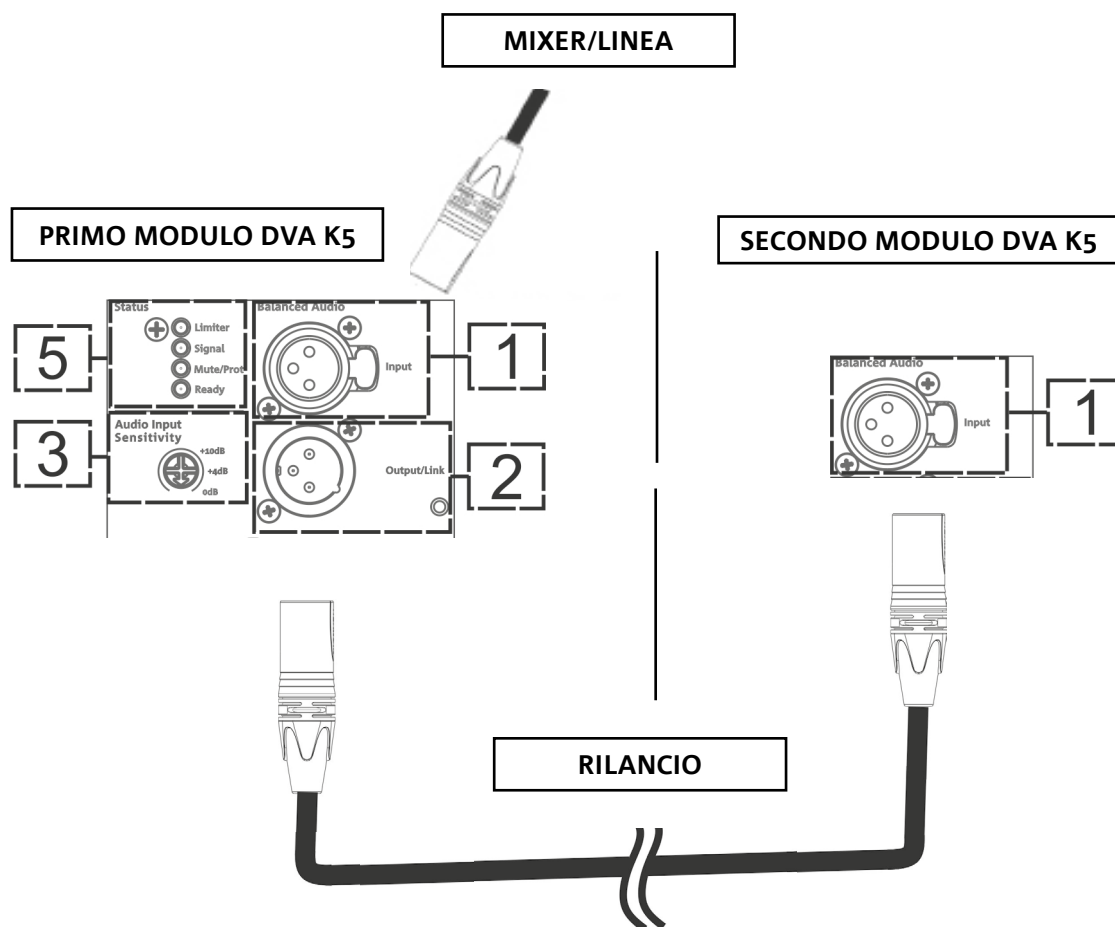 MIXER/LINEA
PRIMO MODULO DVA K5
SECONDO MODULO DVA K5
Status
Limiter
Signal
Mute/Prot
Ready
5
Balanced Audio
Input
1
Audio Input
Sensitivity
+10dB
+4dB
0dB
3
Output/Link
2
Balanced Audio
Input
1
RILANCIO